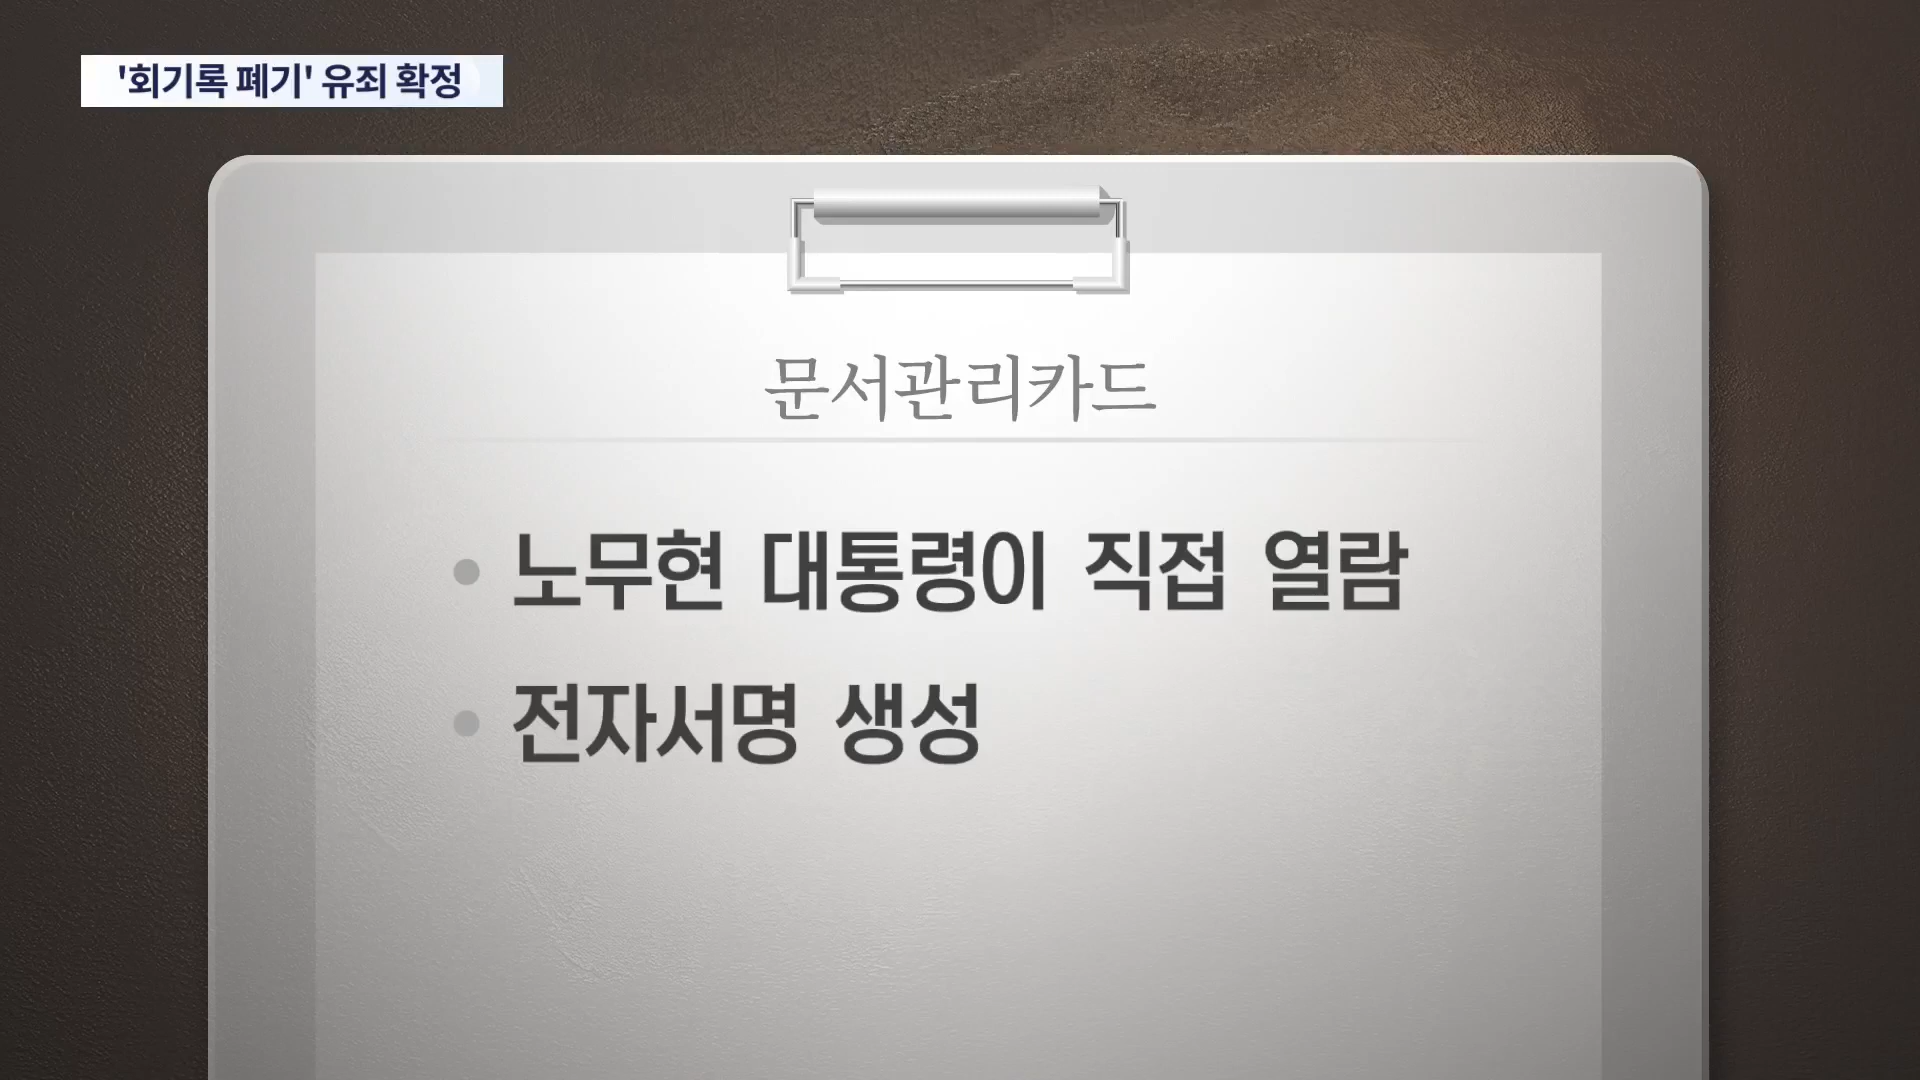 '회기록 폐기' 유죄 확정
문서관리카드
• 노무현 대통령이 직접 열람
• 전자서명 생성